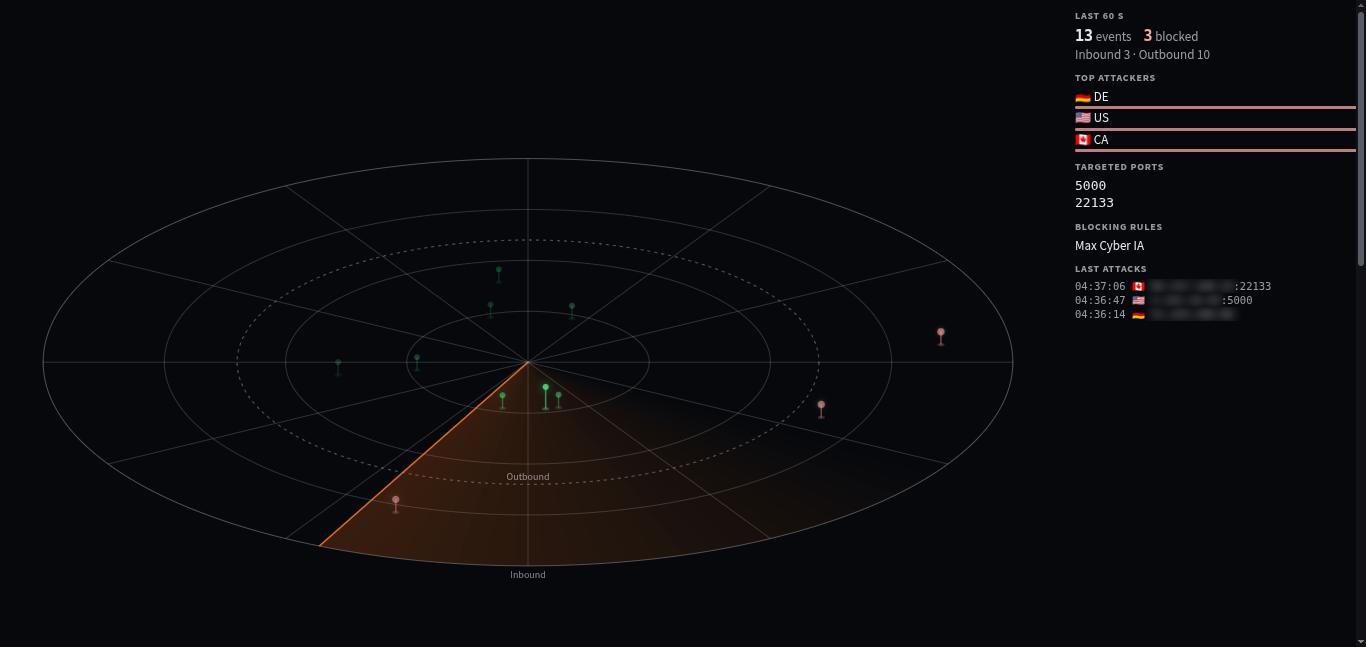 LAST 60 S
13 events 3 blocked
Inbound 3 · Outbound 10
TOP ATTACKERS
DE
US
CA
TARGETED PORTS
5000
22133
BLOCKING RULES
Max Cyber IA
LAST ATTACKS
04:37:06 :22133
04:36:47 :5000
04:36:14
Outbound
Inbound